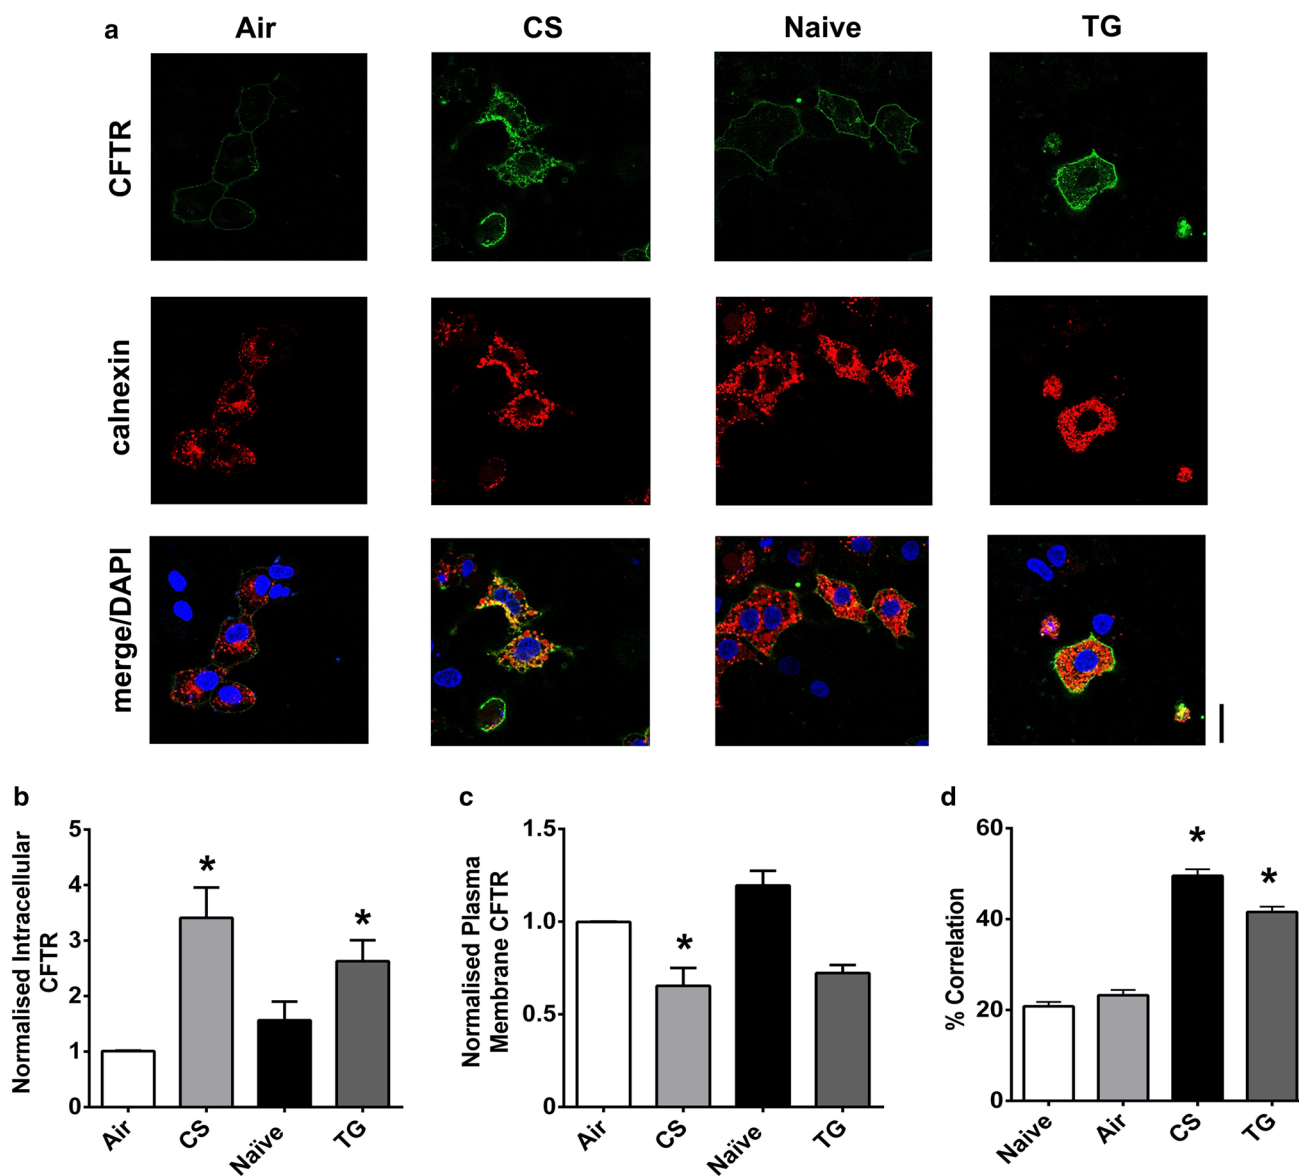 a
Air
CS
Naive
TG
CFTR
calnexin
merge/DAPI
b
Normalised Intracellular
CFTR
5
4
3
2
1
0
*
*
Air
CS
Naïve
TG
c
Normalised Plasma
Membrane CFTR
1.5
1.0
0.5
0
*
Air
CS
Naïve
TG
d
% Correlation
60
40
20
0
*
*
Naive
Air
CS
TG